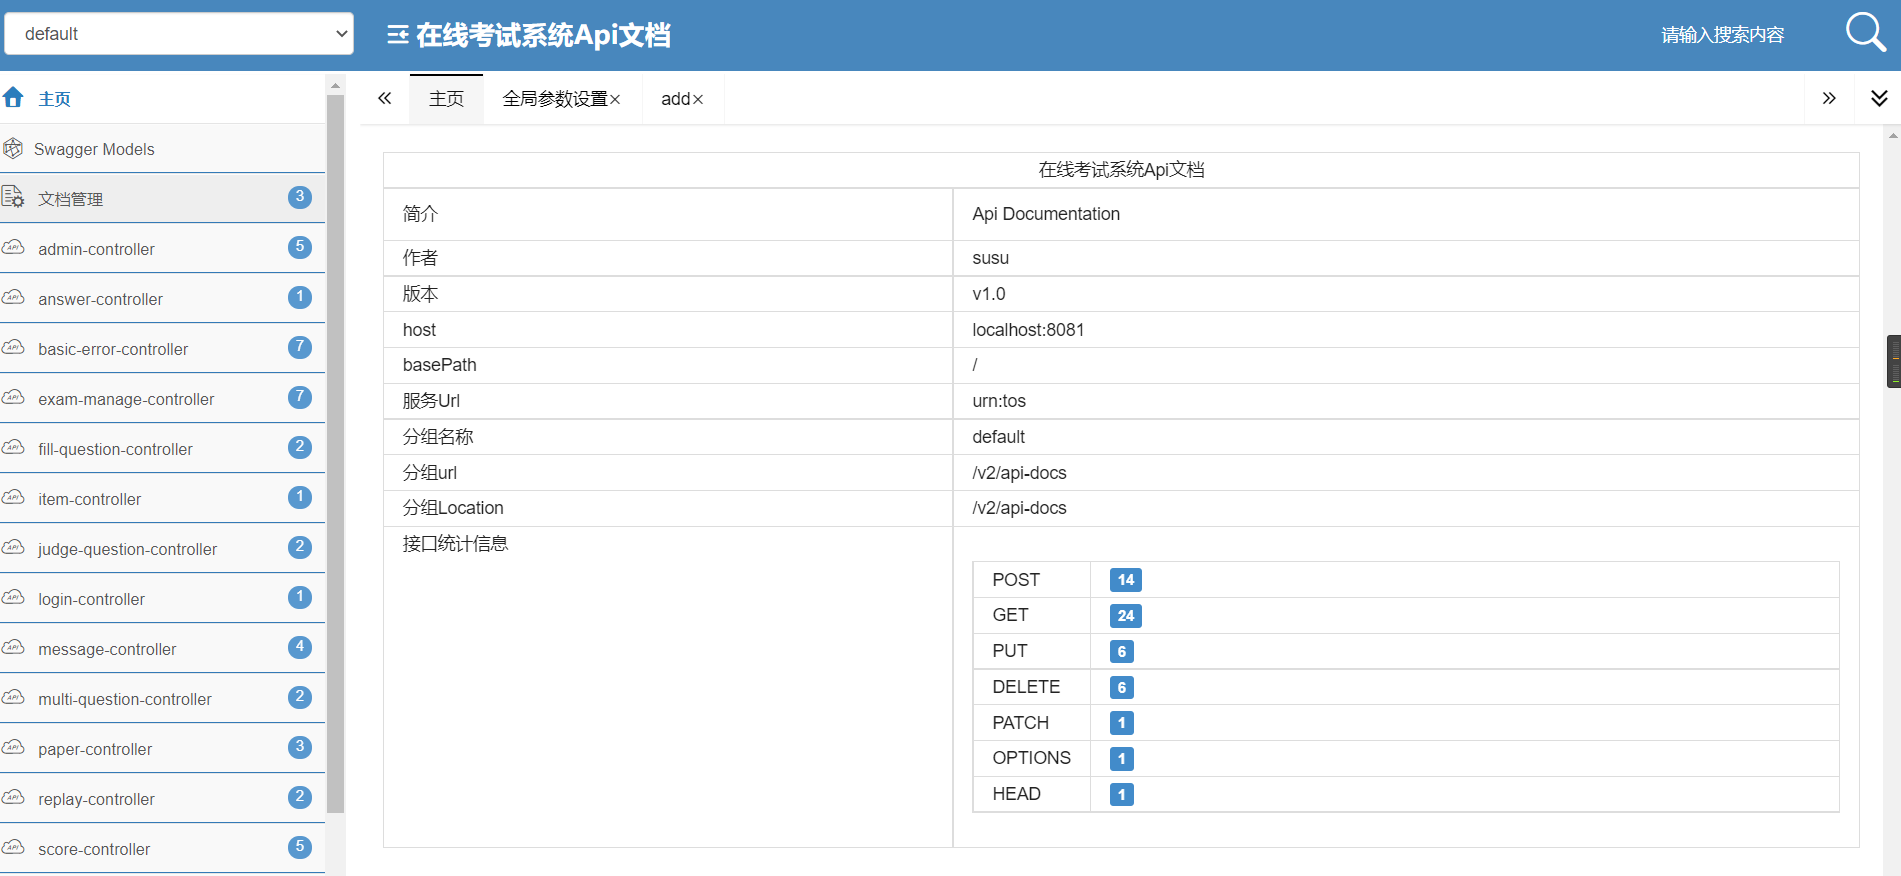 default
在线考试系统Api文档
请输入搜索内容
主页
Swagger Models
文档管理 3
admin-controller 5
answer-controller 1
basic-error-controller 7
exam-manage-controller 7
fill-question-controller 2
item-controller 1
judge-question-controller 2
login-controller 1
message-controller 4
multi-question-controller 2
paper-controller 3
replay-controller 2
score-controller 5
主页 全局参数设置× add×
在线考试系统Api文档
简介 Api Documentation
作者 susu
版本 v1.0
host localhost:8081
basePath /
服务Url urn:tos
分组名称 default
分组url /v2/api-docs
分组Location /v2/api-docs
接口统计信息
POST 14
GET 24
PUT 6
DELETE 6
PATCH 1
OPTIONS 1
HEAD 1